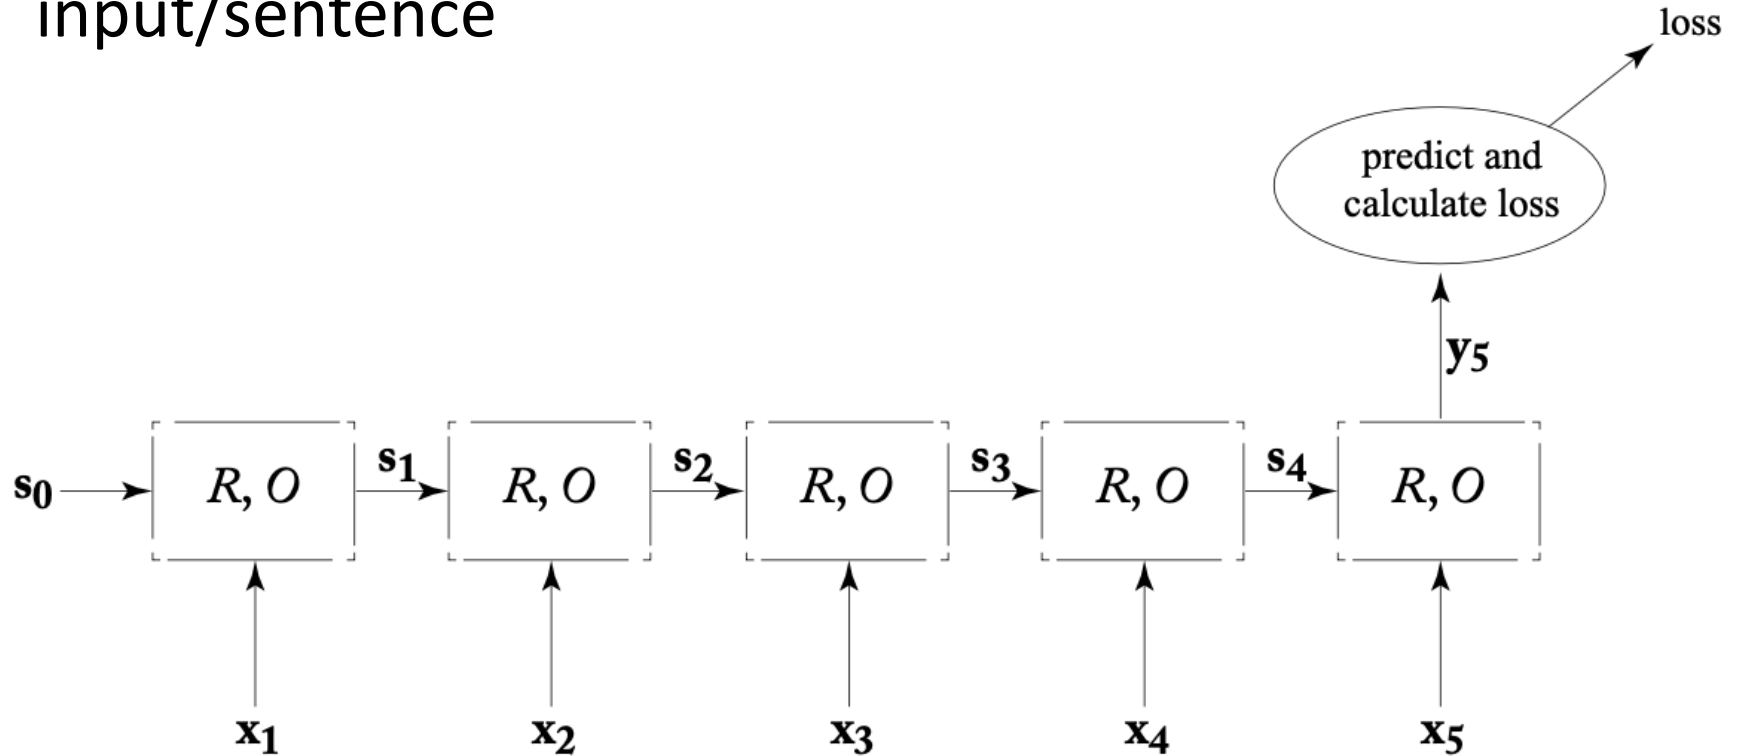 input/sentence
loss
predict and
calculate loss
y5
s0
R, O
s1
R, O
s2
R, O
s3
R, O
s4
R, O
x1
x2
x3
x4
x5